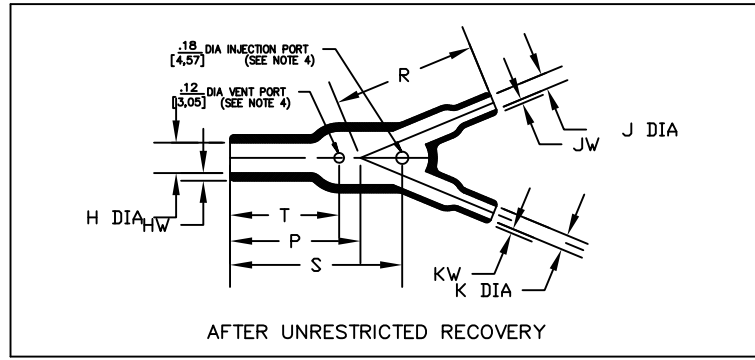 .18 DIA INJECTION PORT
[4,57] (SEE NOTE 4)
.12 DIA VENT PORT
[3,05] (SEE NOTE 4)
R
J DIA
JW
H DIA
HW
T
P
S
KW
K DIA
AFTER UNRESTRICTED RECOVERY